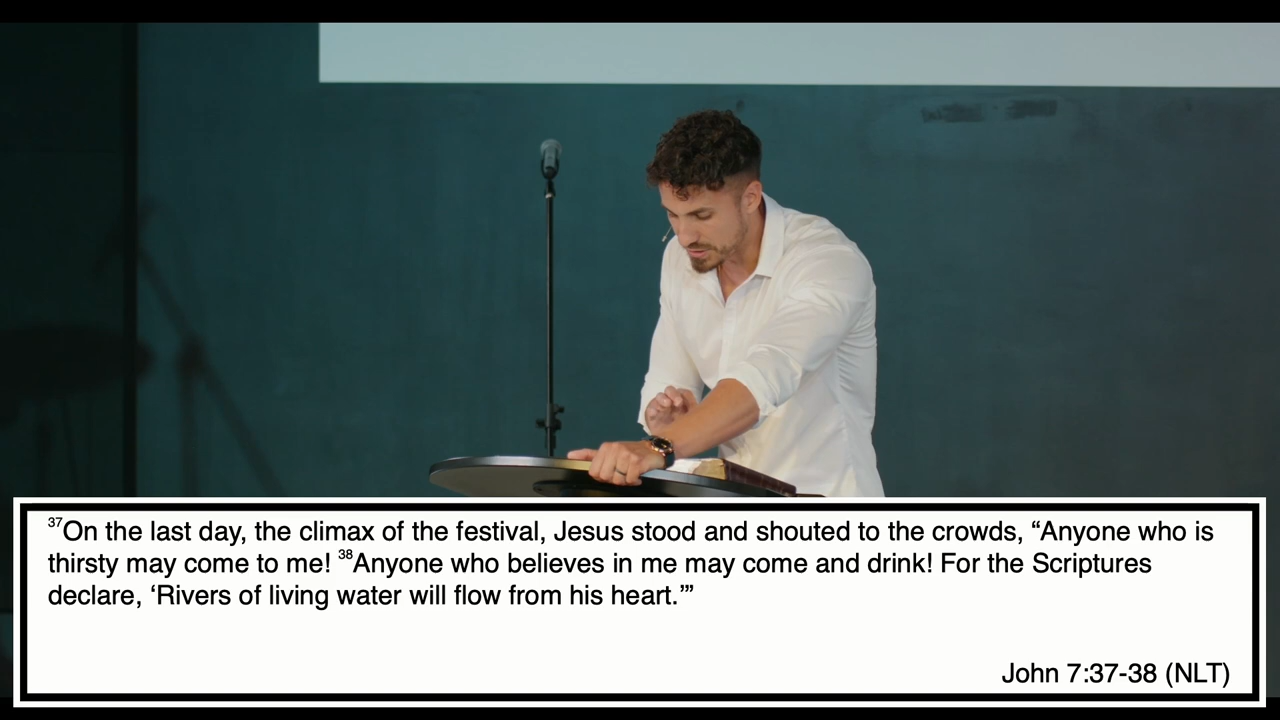 ³⁷On the last day, the climax of the festival, Jesus stood and shouted to the crowds, “Anyone who is
thirsty may come to me! ³⁸Anyone who believes in me may come and drink! For the Scriptures
declare, ‘Rivers of living water will flow from his heart.’”
John 7:37-38 (NLT)